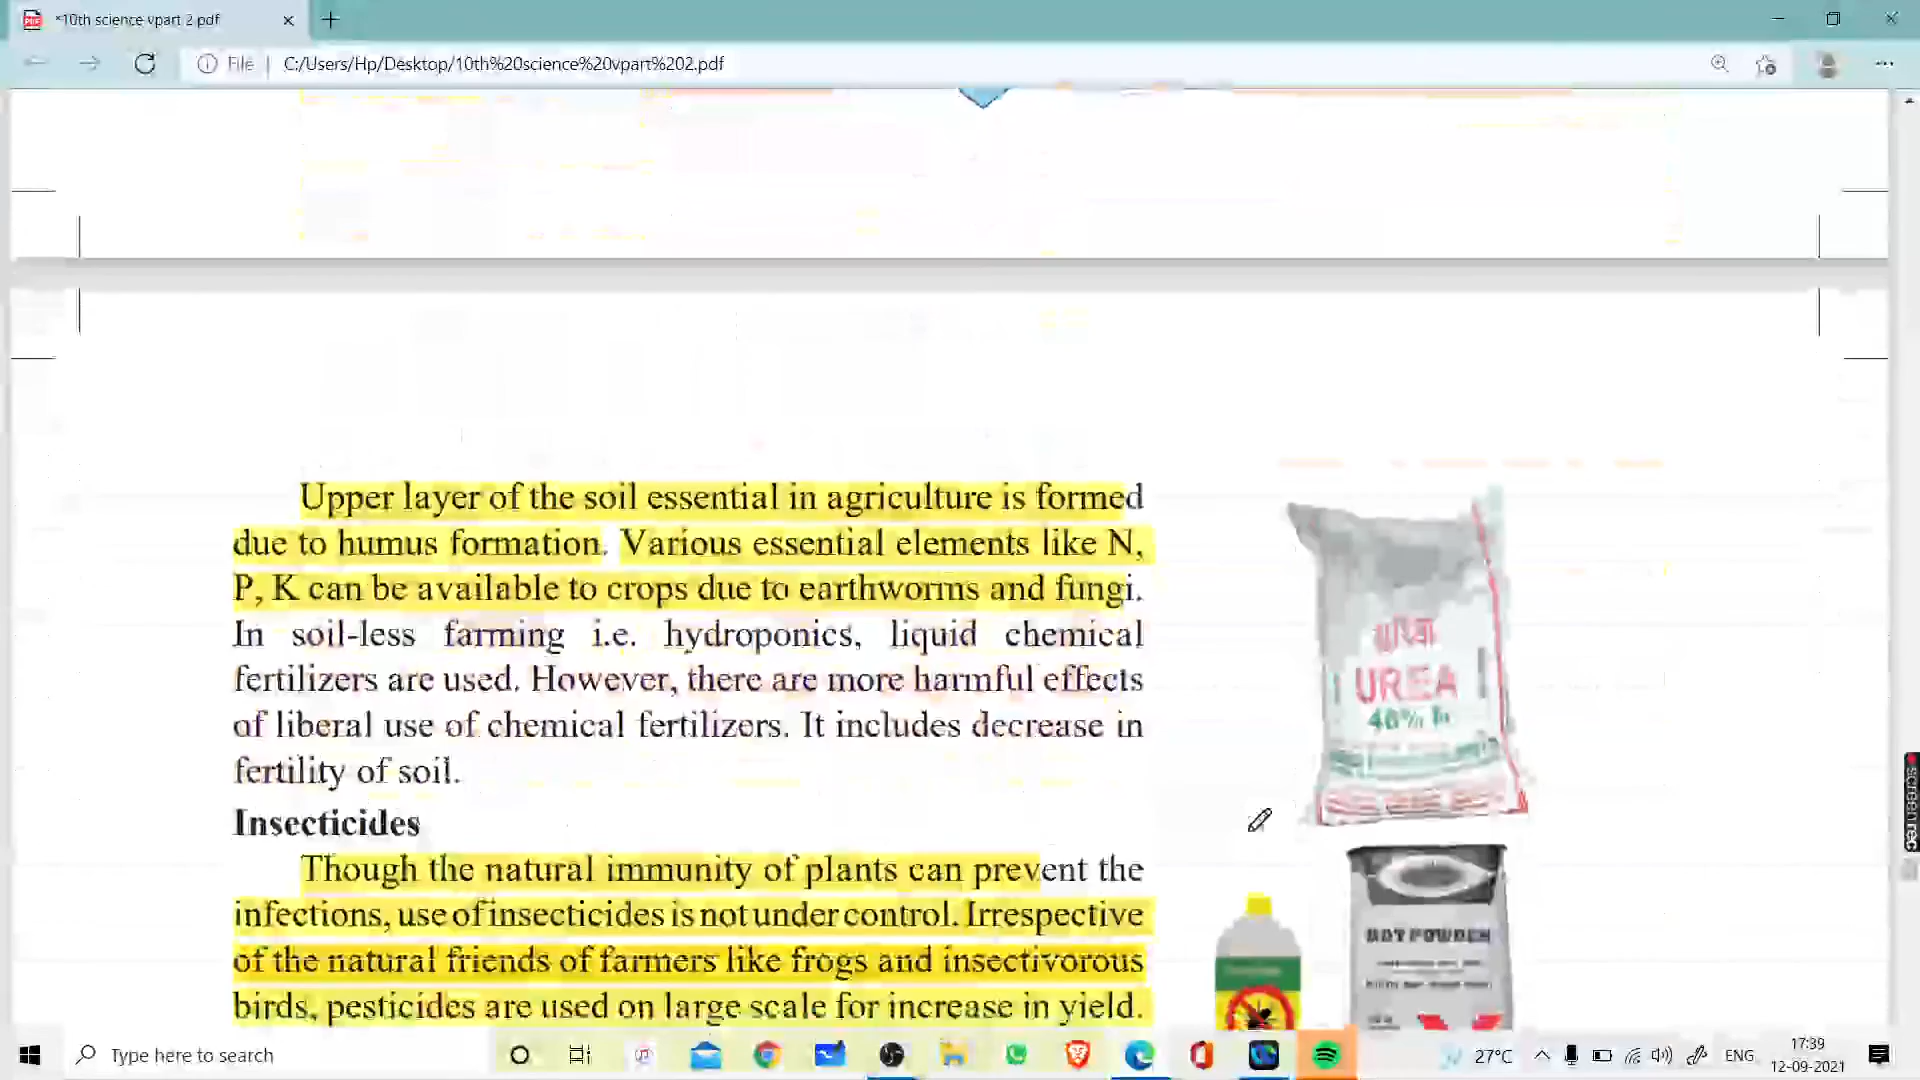 *10th science vpart 2.pdf
File | C:/Users/Hp/Desktop/10th%20science%20vpart%202.pdf
Upper layer of the soil essential in agriculture is formed
due to humus formation. Various essential elements like N,
P, K can be available to crops due to earthworms and fungi.
In soil-less farming i.e. hydroponics, liquid chemical
fertilizers are used. However, there are more harmful effects
of liberal use of chemical fertilizers. It includes decrease in
fertility of soil.
UREA
Insecticides
Though the natural immunity of plants can prevent the
infections, use of insecticides is not under control. Irrespective
of the natural friends of farmers like frogs and insectivorous
birds, pesticides are used on large scale for increase in yield.
POWDER
screenrec
Type here to search
27°C
ENG
17:39
12-09-2021